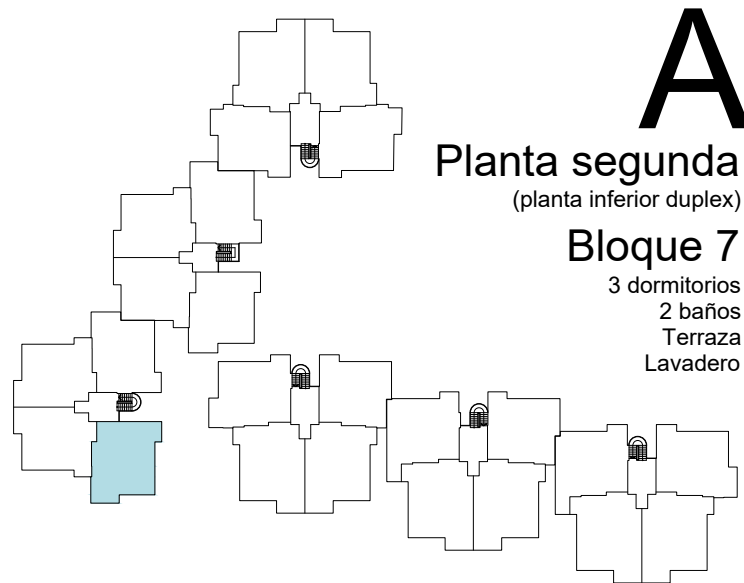 A
Planta segunda
(planta inferior duplex)
Bloque 7
3 dormitorios
2 baños
Terraza
Lavadero